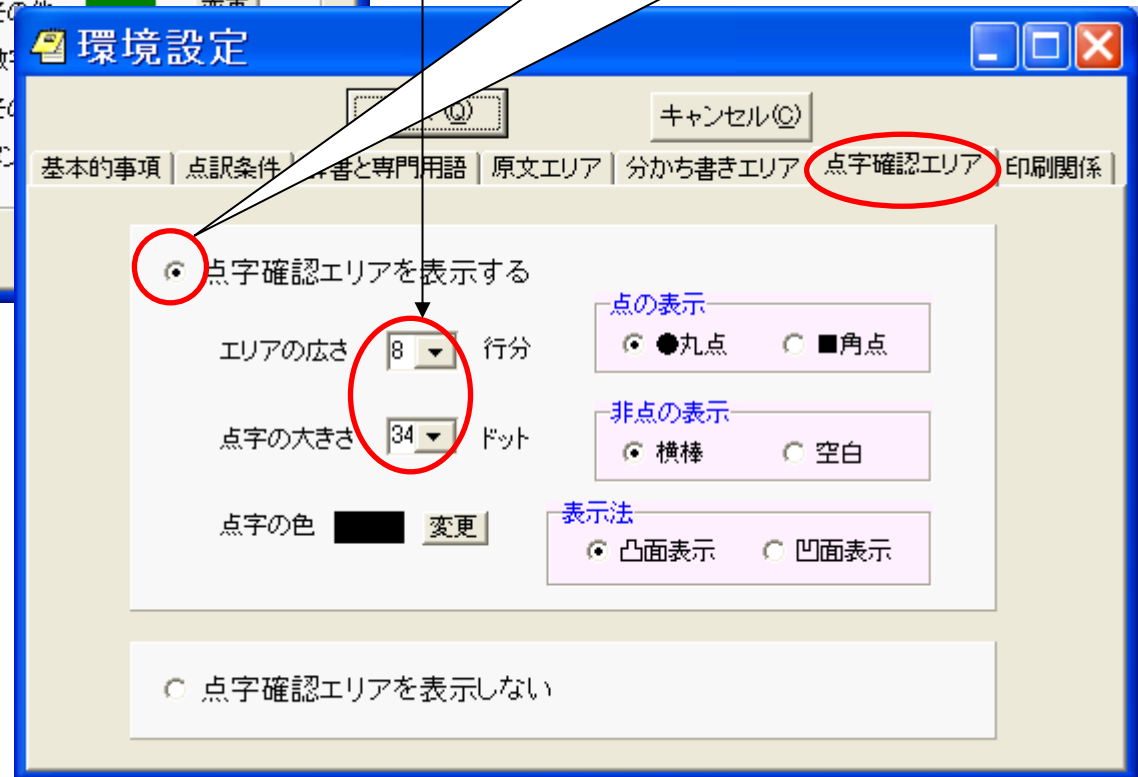 変更
環境設定
キャンセル(C)
基本的事項 点訳条件 書と専門用語 原文エリア 分かち書きエリア 点字確認エリア 印刷関係
点字確認エリアを表示する
エリアの広さ 8 行分
点の表示
●丸点 ■角点
点字の大きさ 34 ドット
非点の表示
横棒 空白
点字の色 変更
表示法
凸面表示 凹面表示
点字確認エリアを表示しない